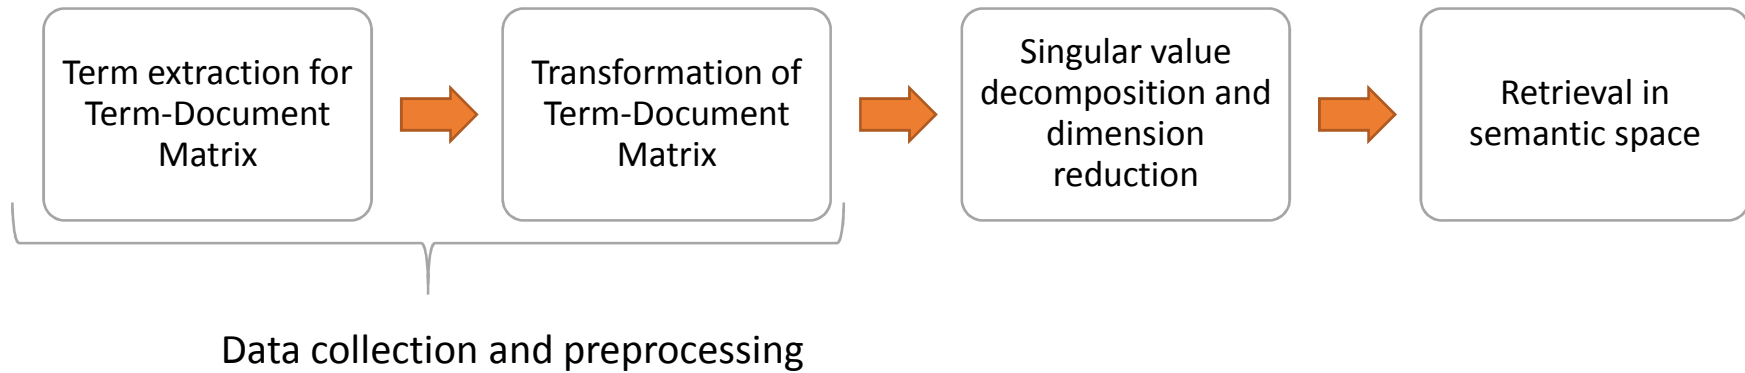 Term extraction for
Term-Document
Matrix
Transformation of
Term-Document
Matrix
Singular value
decomposition and
dimension
reduction
Retrieval in
semantic space
Data collection and preprocessing